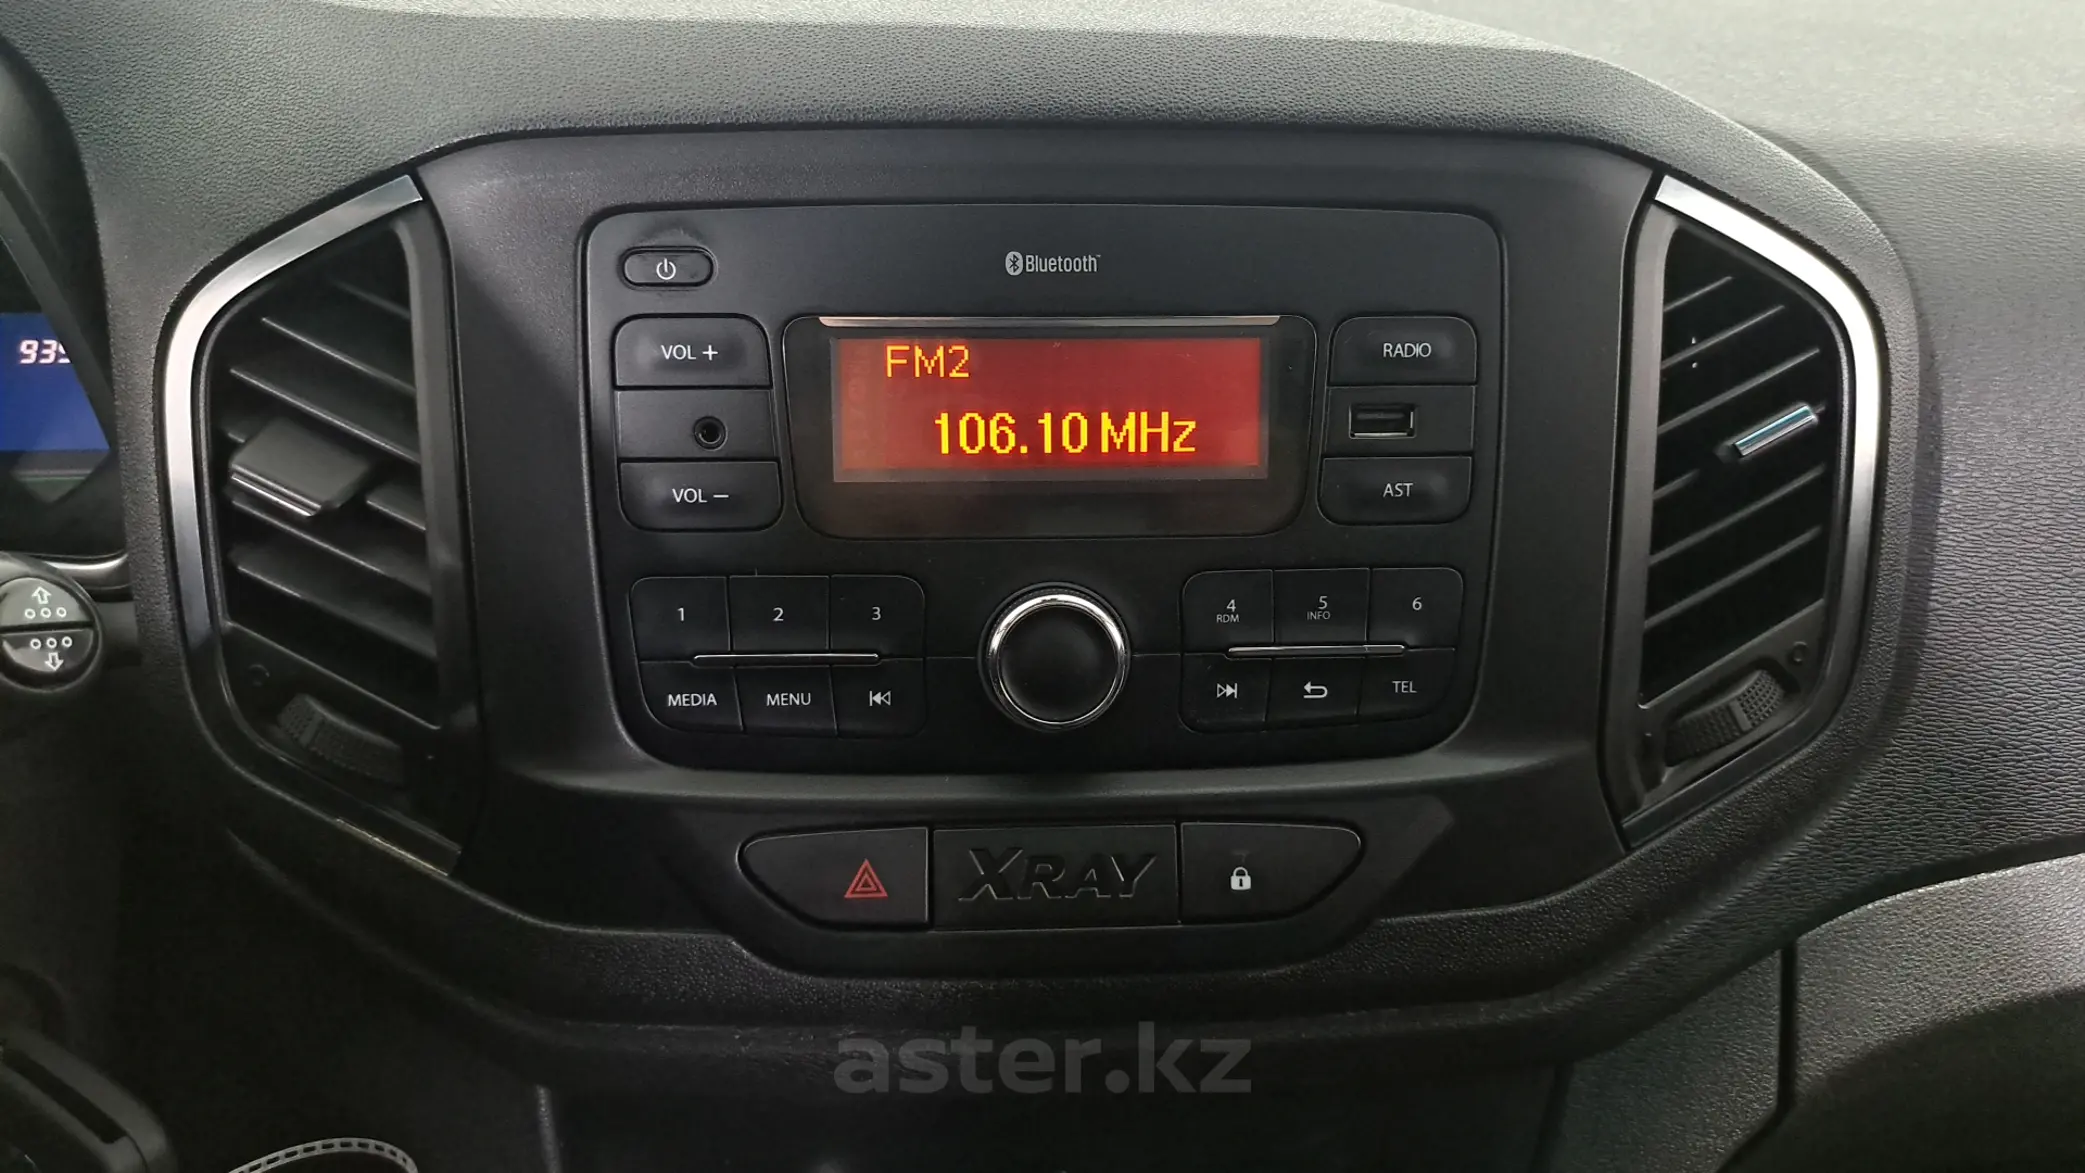 Bluetooth™
VOL +
FM2
RADIO
106.10 MHz
VOL −
AST
1
2
3
4
RDM
5
INFO
6
MEDIA
MENU
TEL
XRAY
aster.kz